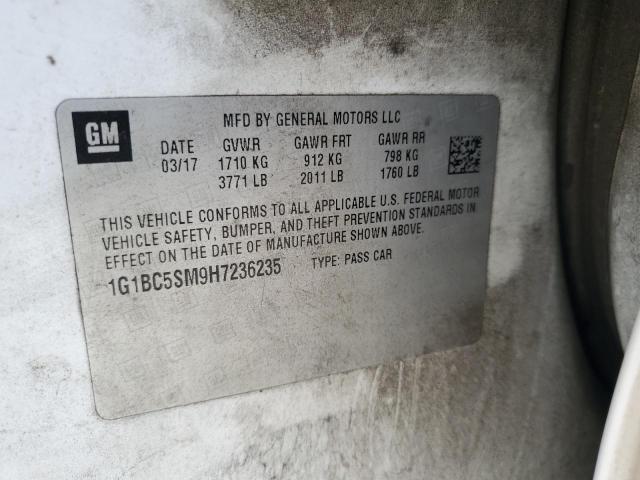 GM
MFD BY GENERAL MOTORS LLC
DATE GVWR GAWR FRT GAWR RR
03/17 1710 KG 912 KG 798 KG
3771 LB 2011 LB 1760 LB
THIS VEHICLE CONFORMS TO ALL APPLICABLE U.S. FEDERAL MOTOR
VEHICLE SAFETY, BUMPER, AND THEFT PREVENTION STANDARDS IN
EFFECT ON THE DATE OF MANUFACTURE SHOWN ABOVE.
1G1BC5SM9H7236235 TYPE: PASS CAR